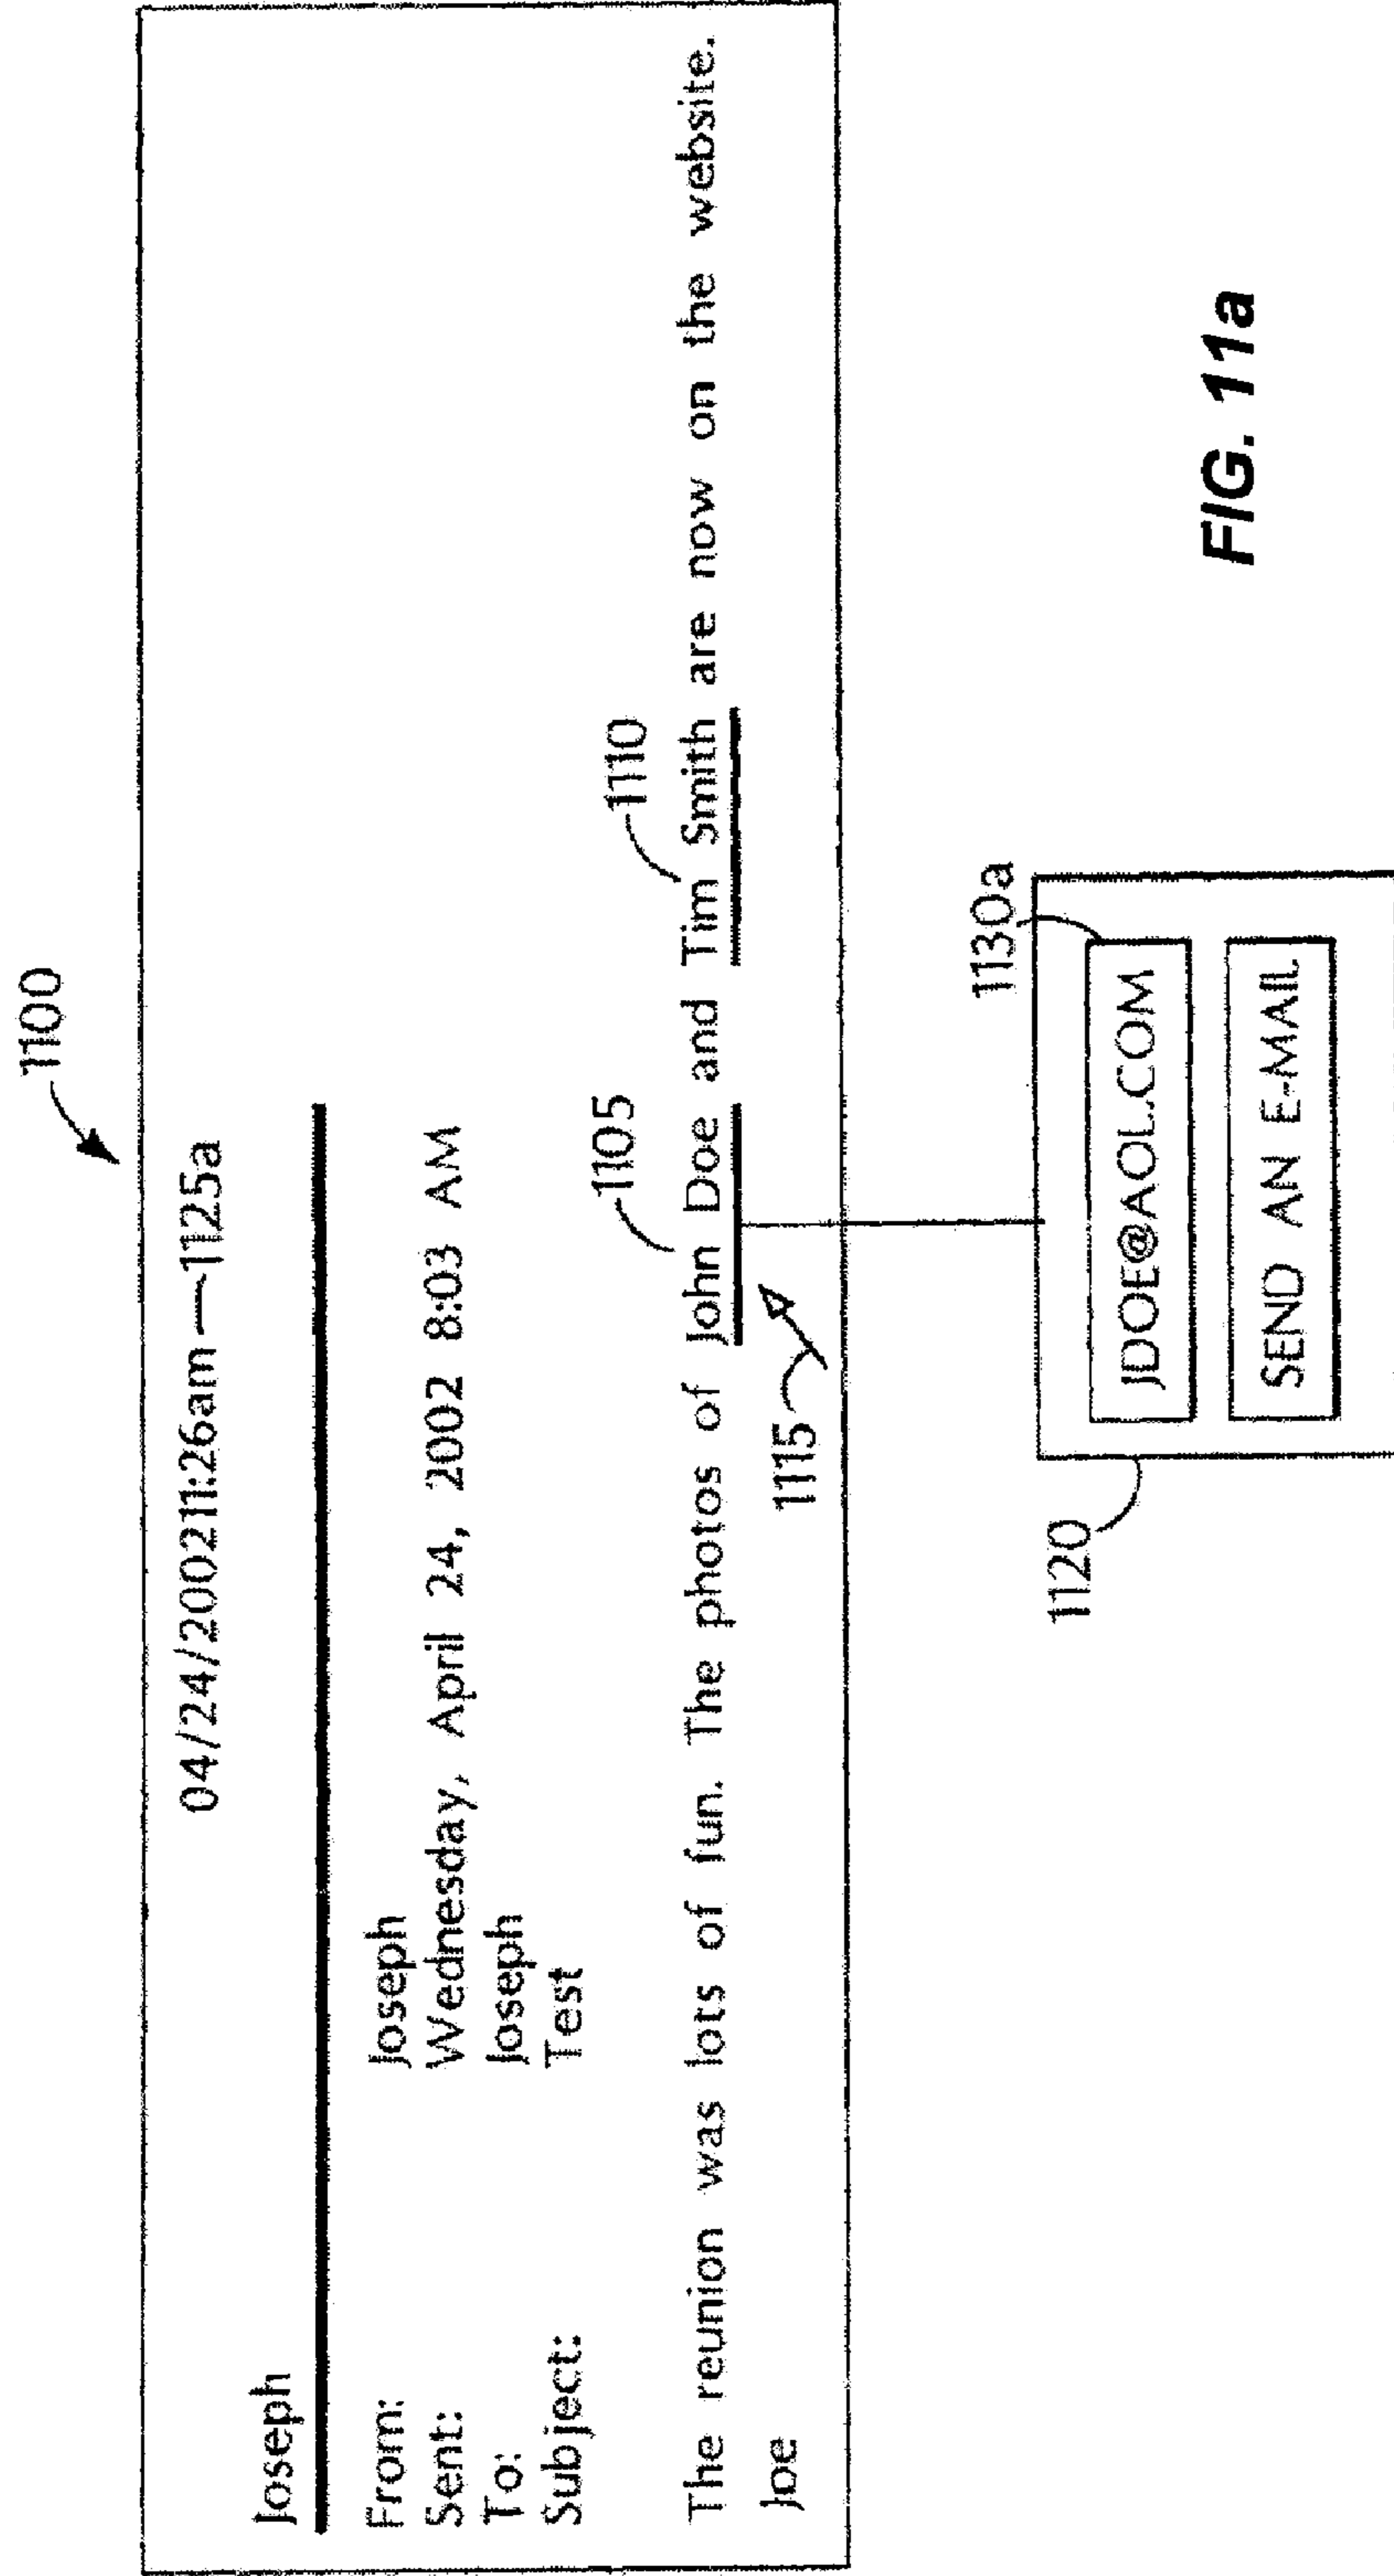 1100
04/24/200211:26am—1125a
Joseph
From: Joseph
Sent: Wednesday, April 24, 2002 8:03 AM
To: Joseph
Subject: Test
1105
1110
The reunion was lots of fun. The photos of John Doe and Tim Smith are now on the website.
Joe
1115
1130a
1120
JDOE@AOL.COM
SEND AN E-MAIL
FIG. 11a